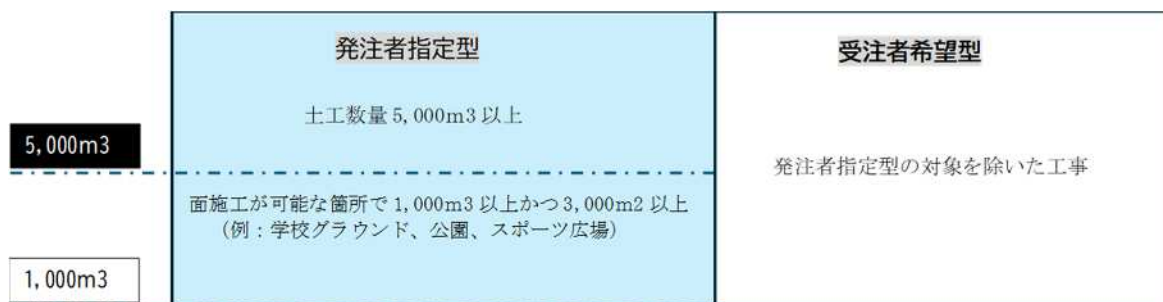 発注者指定型
受注者希望型
土工数量5,000m3以上
5,000m3
発注者指定型の対象を除いた工事
面施工が可能な箇所で1,000m3以上かつ3,000m2以上
（例：学校グラウンド、公園、スポーツ広場）
1,000m3